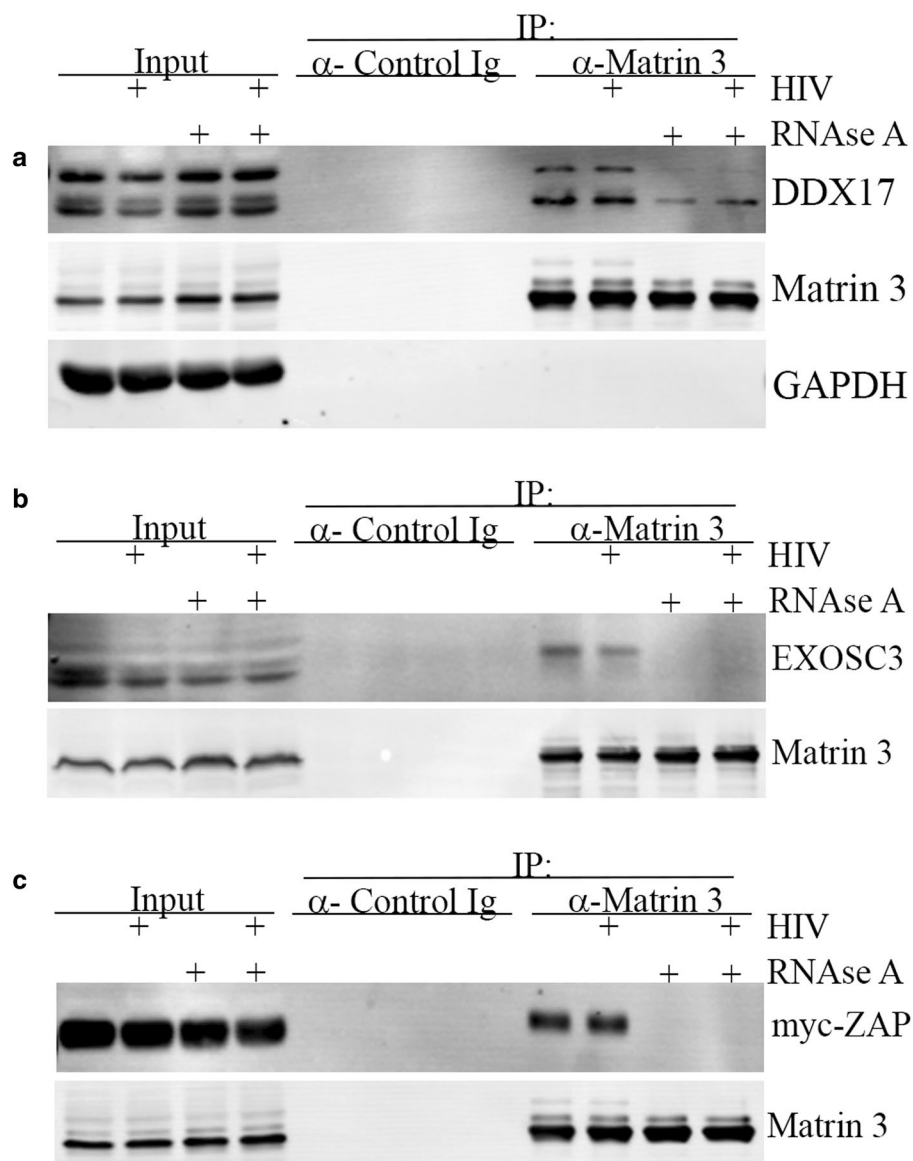 IP:
Input α- Control Ig α-Matrin 3
+ + + + HIV
+ + + + RNAse A
a
DDX17
Matrin 3
GAPDH
b
IP:
Input α- Control Ig α-Matrin 3
+ + + + HIV
+ + + + RNAse A
EXOSC3
Matrin 3
c
IP:
Input α- Control Ig α-Matrin 3
+ + + + HIV
+ + + + RNAse A
myc-ZAP
Matrin 3